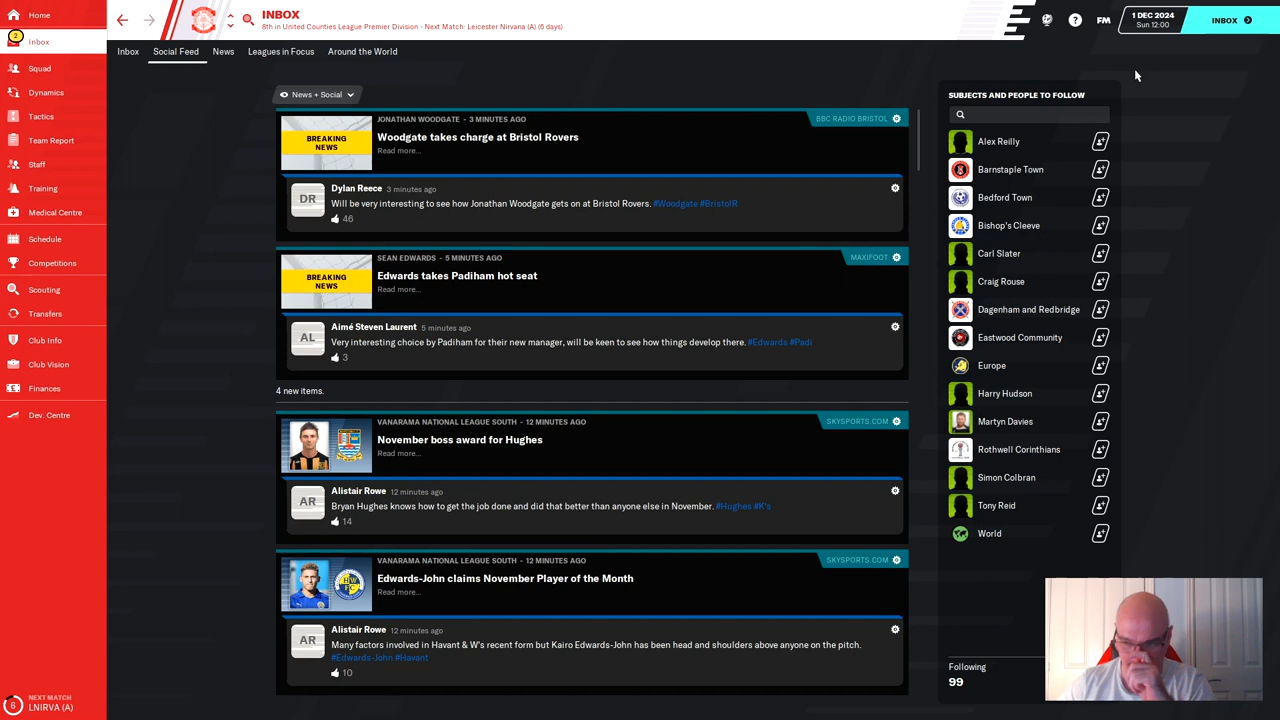 Home
2
Inbox
Squad
Dynamics
Tactics
Team Report
Staff
Training
Medical Centre
Schedule
Competitions
Scouting
Transfers
Club Info
Club Vision
Finances
Dev. Centre
6
NEXT MATCH
LNIRVA (A)
INBOX
8th in United Counties League Premier Division - Next Match: Leicester Nirvana (A) (6 days)
?
FM
1 DEC 2024
Sun 12:00
INBOX
Inbox
Social Feed
News
Leagues in Focus
Around the World
News + Social
BREAKING
NEWS
JONATHAN WOODGATE - 3 MINUTES AGO
BBC RADIO BRISTOL
Woodgate takes charge at Bristol Rovers
Read more...
DR
Dylan Reece 3 minutes ago
Will be very interesting to see how Jonathan Woodgate gets on at Bristol Rovers. #Woodgate #BristolR
46
BREAKING
NEWS
SEAN EDWARDS - 5 MINUTES AGO
MAXIFOOT
Edwards takes Padiham hot seat
Read more...
AL
Aimé Steven Laurent 5 minutes ago
Very interesting choice by Padiham for their new manager, will be keen to see how things develop there. #Edwards #Padi
3
4 new items.
VANARAMA NATIONAL LEAGUE SOUTH - 12 MINUTES AGO
SKYSPORTS.COM
November boss award for Hughes
Read more...
AR
Alistair Rowe 12 minutes ago
Bryan Hughes knows how to get the job done and did that better than anyone else in November. #Hughes #K's
14
VANARAMA NATIONAL LEAGUE SOUTH - 12 MINUTES AGO
SKYSPORTS.COM
Edwards-John claims November Player of the Month
Read more...
AR
Alistair Rowe 12 minutes ago
Many factors involved in Havant & W's recent form but Kairo Edwards-John has been head and shoulders above anyone on the pitch.
#Edwards-John #Havant
10
SUBJECTS AND PEOPLE TO FOLLOW
Alex Reilly
Barnstaple Town
Bedford Town
Bishop's Cleeve
Carl Slater
Craig Rouse
Dagenham and Redbridge
Eastwood Community
Europe
Harry Hudson
Martyn Davies
Rothwell Corinthians
Simon Colbran
Tony Reid
World
Following
99